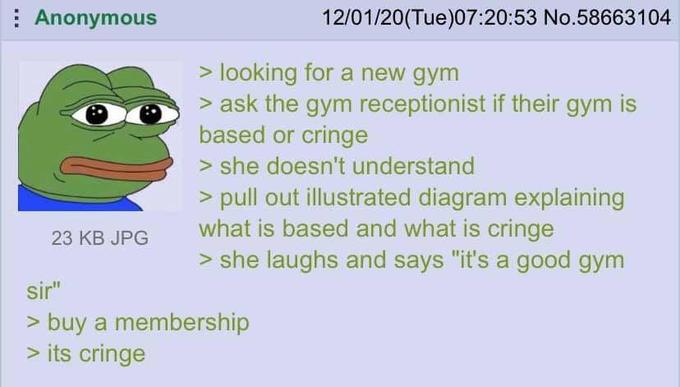 Anonymous 12/01/20(Tue)07:20:53 No.58663104
> looking for a new gym
> ask the gym receptionist if their gym is
based or cringe
> she doesn't understand
> pull out illustrated diagram explaining
what is based and what is cringe
> she laughs and says "it's a good gym
sir"
> buy a membership
> its cringe
23 KB JPG